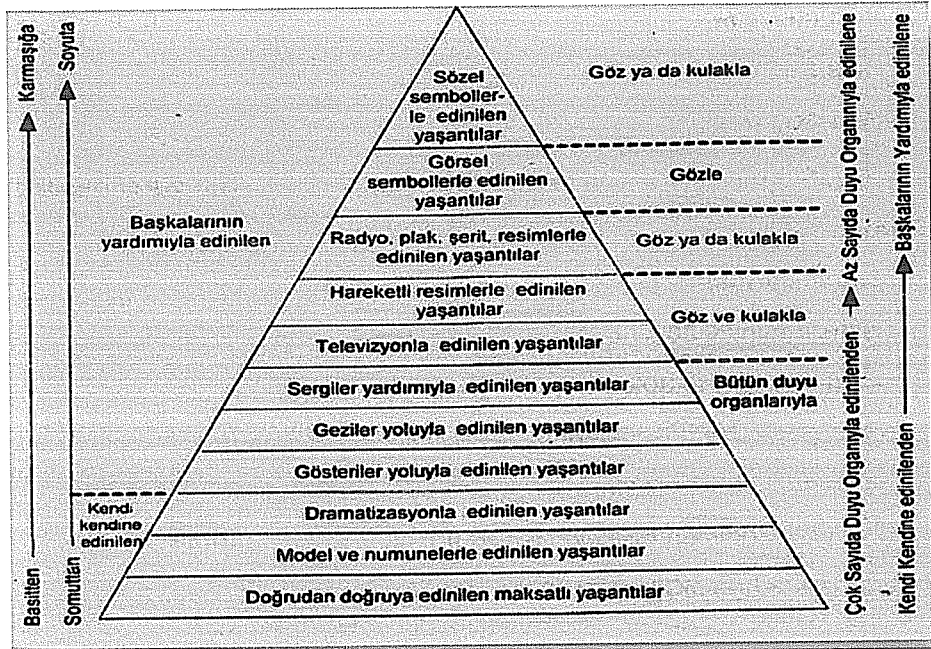 Basitten
Karmaşığa
Somuttan
Soyuta
Başkalarının
yardımıyla edinilen
Kendi
kendine
edinilen
Sözel
semboller-
le edinilen
yaşantılar
Görsel
sembollerle edinilen
yaşantılar
Radyo, plak, şerit, resimlerle
edinilen yaşantılar
Hareketli resimlerle edinilen
yaşantılar
Televizyonla edinilen yaşantılar
Sergiler yardımıyla edinilen yaşantılar
Geziler yoluyla edinilen yaşantılar
Gösteriler yoluyla edinilen yaşantılar
Dramatizasyonla edinilen yaşantılar
Model ve numunelerle edinilen yaşantılar
Doğrudan doğruya edinilen maksatlı yaşantılar
Göz ya da kulakla
Gözle
Göz ya da kulakla
Göz ve kulakla
Bütün duyu
organlarıyla
Çok Sayıda Duyu Organıyla edinilenden
Az Sayıda Duyu Organınıyla edinilene
Kendi Kendine edinilenden
Başkalarının Yardımıyla edinilene